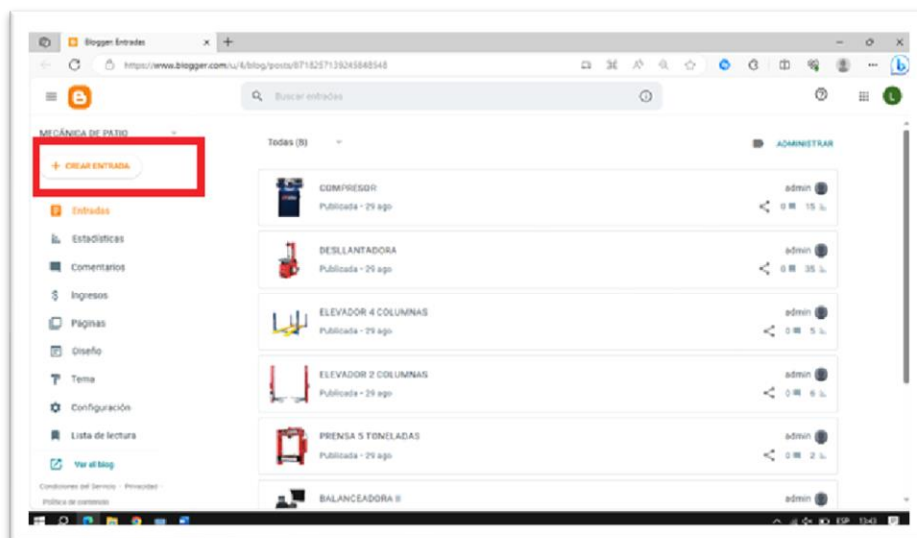 Blogger: Entradas
https://www.blogger.com/u/4/blog/posts/8718257139245848548
Buscar entradas
MECÁNICA DE PATIO
Todas (8)
ADMINISTRAR
+ CREAR ENTRADA
COMPRESOR
admin
Publicada • 29 ago
0 15
Entradas
Estadísticas
DESLLANTADORA
admin
Comentarios
Publicada • 29 ago
0 35
Ingresos
ELEVADOR 4 COLUMNAS
admin
Páginas
Publicada • 29 ago
0 5
Diseño
ELEVADOR 2 COLUMNAS
admin
Tema
Publicada • 29 ago
0 6
Configuración
Lista de lectura
PRENSA 5 TONELADAS
admin
Publicada • 29 ago
0 2
Ver el blog
Condiciones del Servicio • Privacidad •
Política de contenido
BALANCEADORA II
admin
ESP 13:43